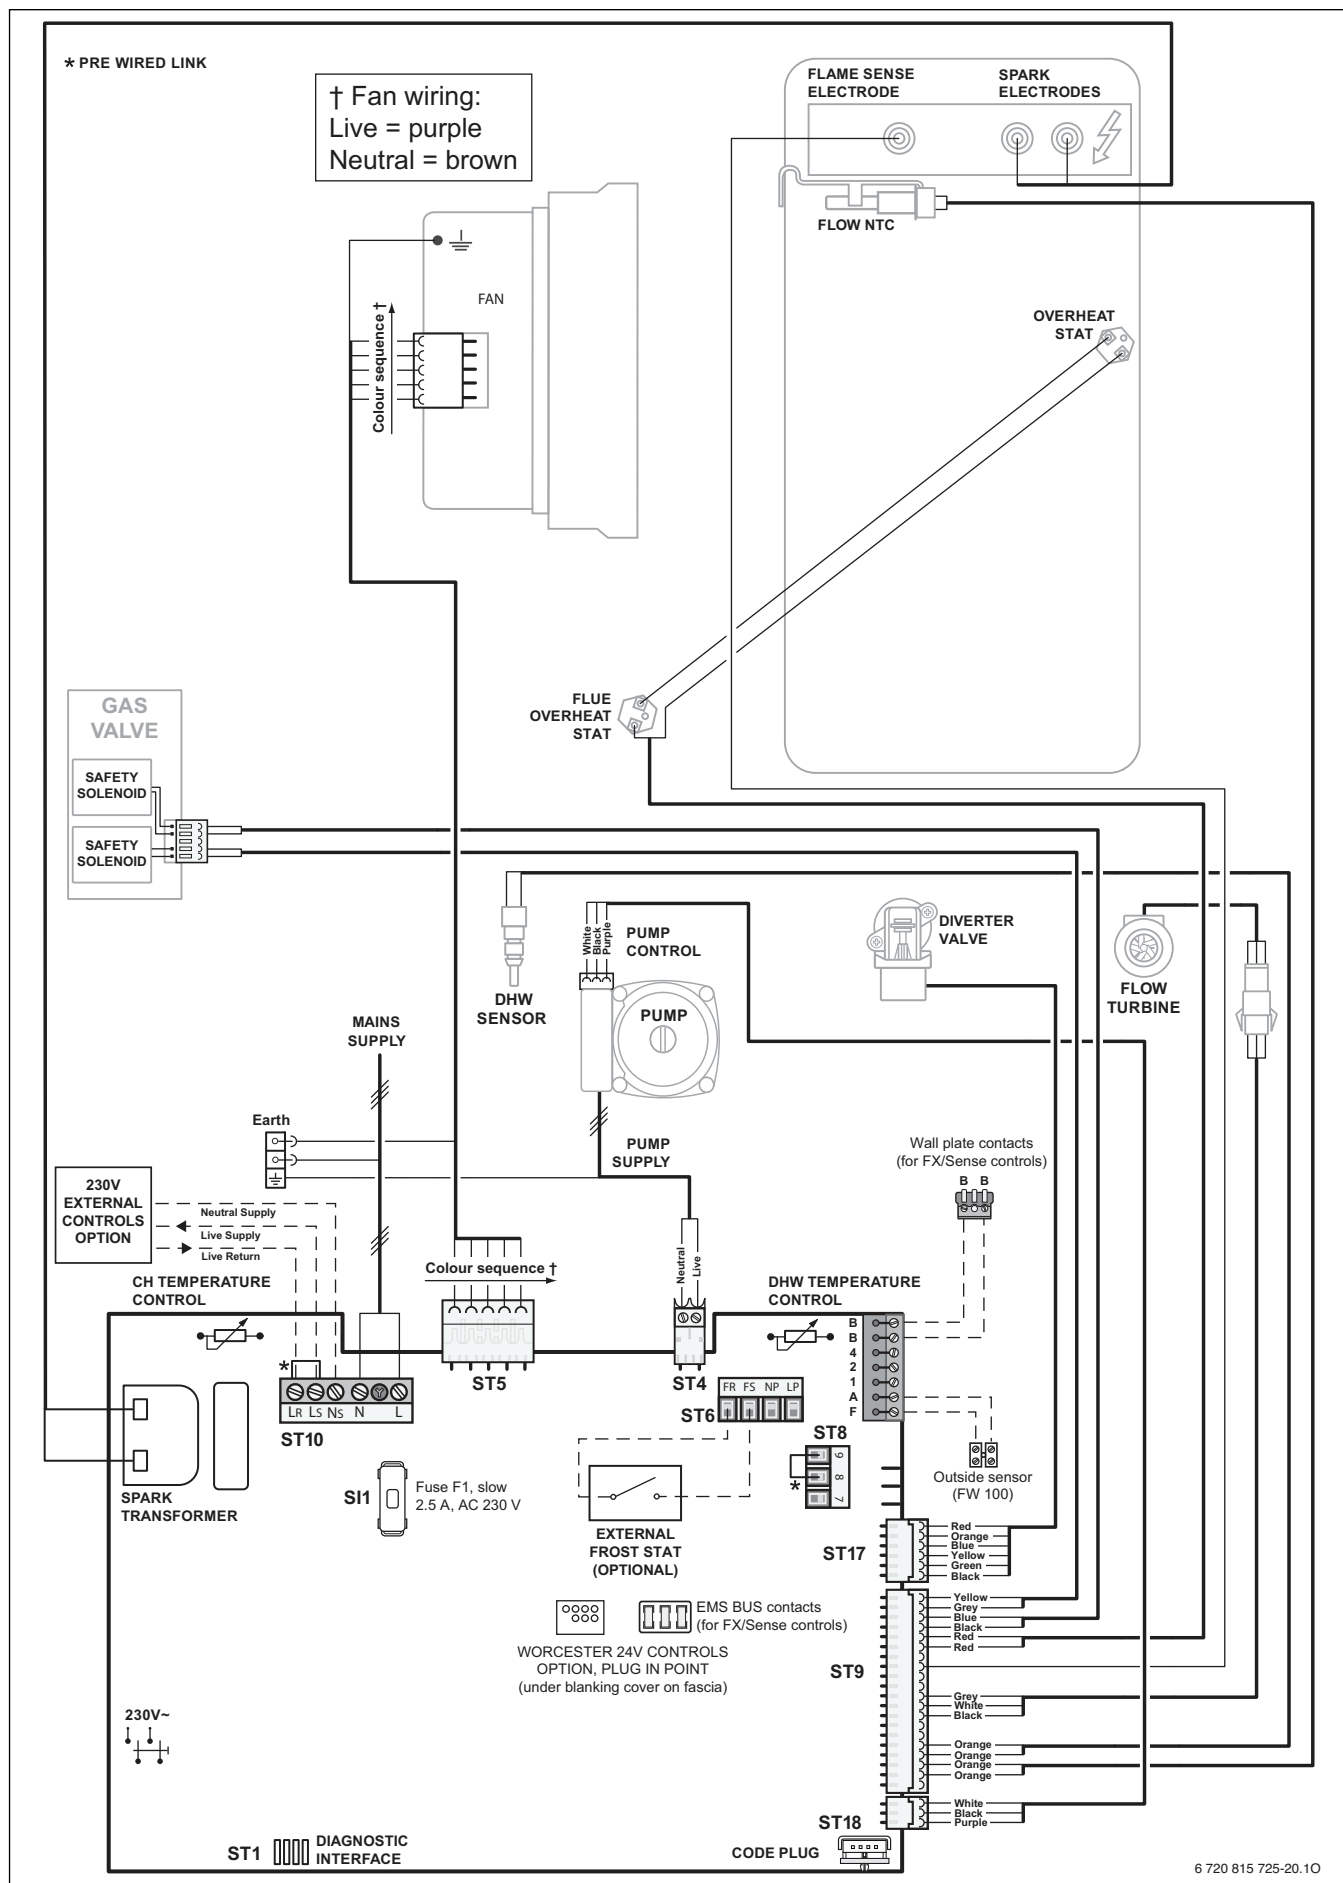 * PRE WIRED LINK
† Fan wiring:
Live = purple
Neutral = brown
FLAME SENSE
ELECTRODE
SPARK
ELECTRODES
FLOW NTC
FAN
Colour sequence †
OVERHEAT
STAT
FLUE
OVERHEAT
STAT
GAS
VALVE
SAFETY
SOLENOID
SAFETY
SOLENOID
White
Black
Purple
PUMP
CONTROL
DIVERTER
VALVE
DHW
SENSOR
PUMP
FLOW
TURBINE
MAINS
SUPPLY
Earth
PUMP
SUPPLY
Wall plate contacts
(for FX/Sense controls)
B B
230V
EXTERNAL
CONTROLS
OPTION
Neutral Supply
Live Supply
Live Return
Colour sequence †
Neutral
Live
CH TEMPERATURE
CONTROL
DHW TEMPERATURE
CONTROL
B
B
4
2
1
A
F
*
LR LS NS N L
ST10
ST5
ST4
FR FS NP LP
ST6
ST8
9
8
7
*
Outside sensor
(FW 100)
SPARK
TRANSFORMER
SI1
Fuse F1, slow
2.5 A, AC 230 V
EXTERNAL
FROST STAT
(OPTIONAL)
ST17
Red
Orange
Blue
Yellow
Green
Black
EMS BUS contacts
(for FX/Sense controls)
WORCESTER 24V CONTROLS
OPTION, PLUG IN POINT
(under blanking cover on fascia)
ST9
Yellow
Grey
Blue
Black
Red
Red
Grey
White
Black
Orange
Orange
Orange
Orange
230V~
ST18
White
Black
Purple
ST1
DIAGNOSTIC
INTERFACE
CODE PLUG
6 720 815 725-20.1O